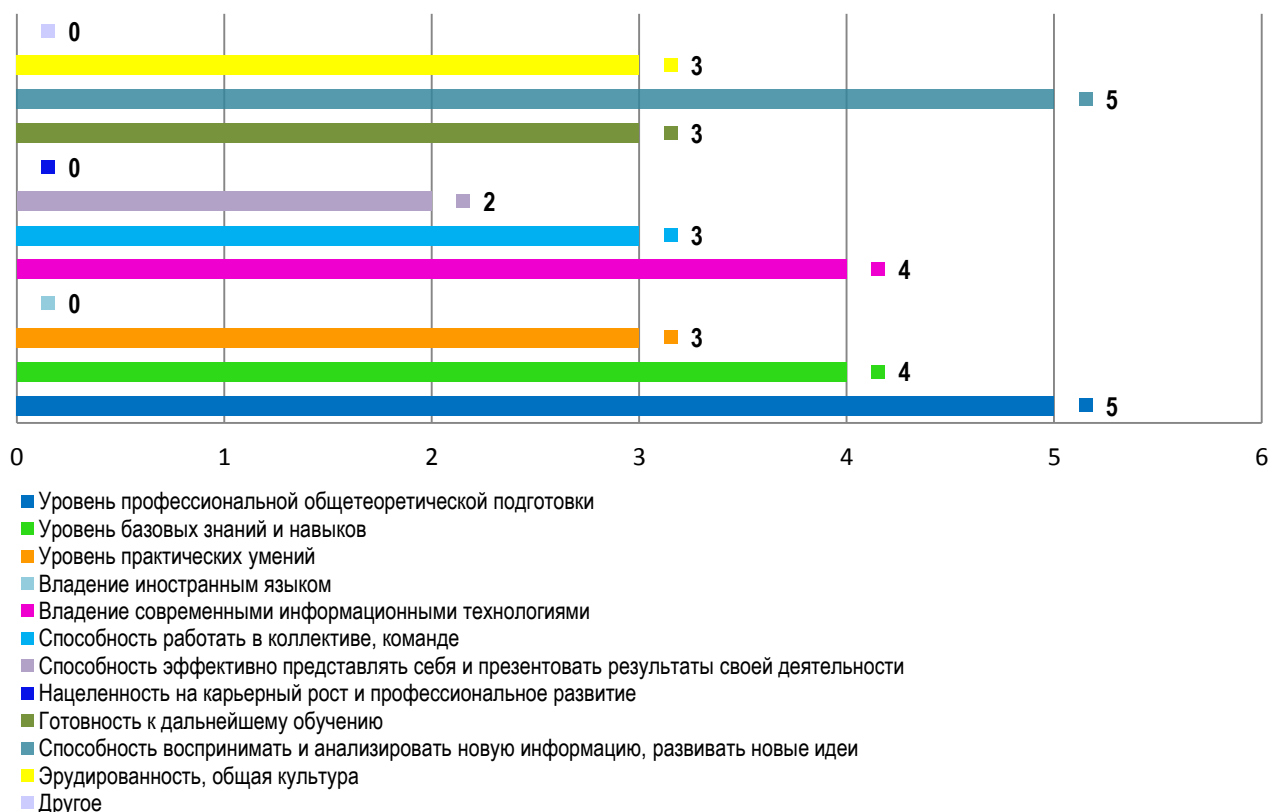 0
3
5
3
0
2
3
4
0
3
4
5
0 1 2 3 4 5 6
Уровень профессиональной общетеоретической подготовки
Уровень базовых знаний и навыков
Уровень практических умений
Владение иностранным языком
Владение современными информационными технологиями
Способность работать в коллективе, команде
Способность эффективно представлять себя и презентовать результаты своей деятельности
Нацеленность на карьерный рост и профессиональное развитие
Готовность к дальнейшему обучению
Способность воспринимать и анализировать новую информацию, развивать новые идеи
Эрудированность, общая культура
Другое